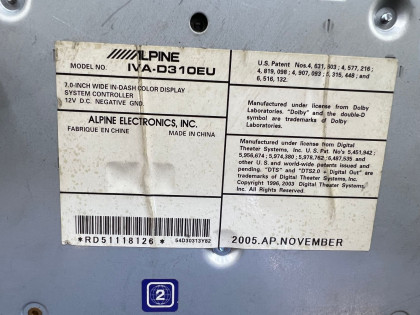 ALPINE
MODEL NO. IVA-D310EU
7.0-INCH WIDE IN-DASH COLOR DISPLAY
SYSTEM CONTROLLER
12V D.C. NEGATIVE GND.
ALPINE ELECTRONICS, INC.
FABRIQUE EN CHINE MADE IN CHINA
*RD51118126* 54D30313Y82
U.S. Patent Nos. 4, 631, 603 ; 4, 577, 216 ;
4, 819, 098 ; 4, 907, 093 ; 5, 315, 448 ; and
6, 516, 132.
Manufactured under license from Dolby
Laboratories. "Dolby" and the double-D
symbol are trademarks of Dolby
Laboratories.
Manufactured under license from Digital
Theater Systems, Inc. U.S. Pat. No's 5,451,942 ;
5,956,674 ; 5,974,380 ; 5,978,762 ; 6,487,535 and
other U.S. and world-wide patents issued and
pending. "DTS" and "DTS2.0 + Digital Out" are
trademarks of Digital Theater Systems, Inc.
Copyright 1996, 2003 Digital Theater Systems,
Inc. All Rights Reserved.
2005.AP.NOVEMBER
2